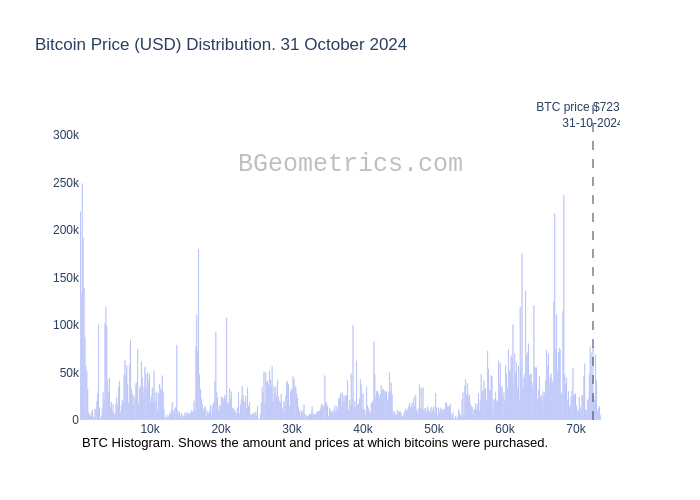 Bitcoin Price (USD) Distribution. 31 October 2024
BTC price $723
31-10-2024
300k
BGeometrics.com
250k
200k
150k
100k
50k
0
10k 20k 30k 40k 50k 60k 70k
BTC Histogram. Shows the amount and prices at which bitcoins were purchased.